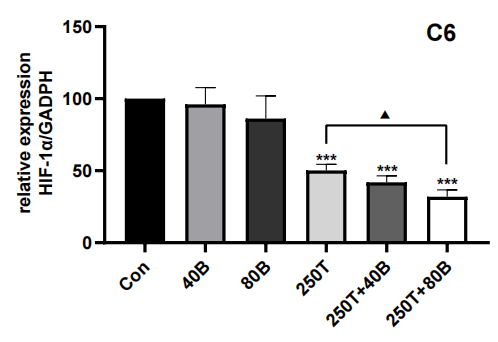 C6
relative expression
HIF-1α/GADPH
150
100
50
0
***
***
***
▲
Con
40B
80B
250T
250T+40B
250T+80B